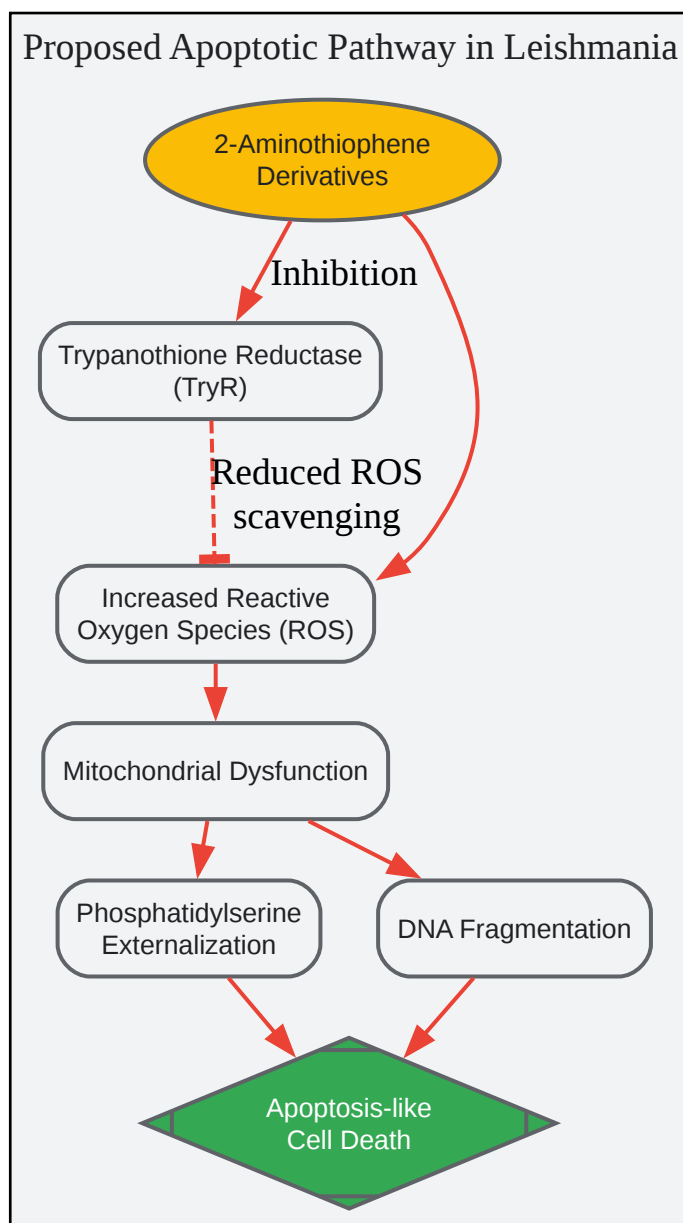 Proposed Apoptotic Pathway in Leishmania
2-Aminothiophene
Derivatives
Inhibition
Trypanothione Reductase
(TryR)
Reduced ROS
scavenging
Increased Reactive
Oxygen Species (ROS)
Mitochondrial Dysfunction
Phosphatidylserine
Externalization
DNA Fragmentation
Apoptosis-like
Cell Death